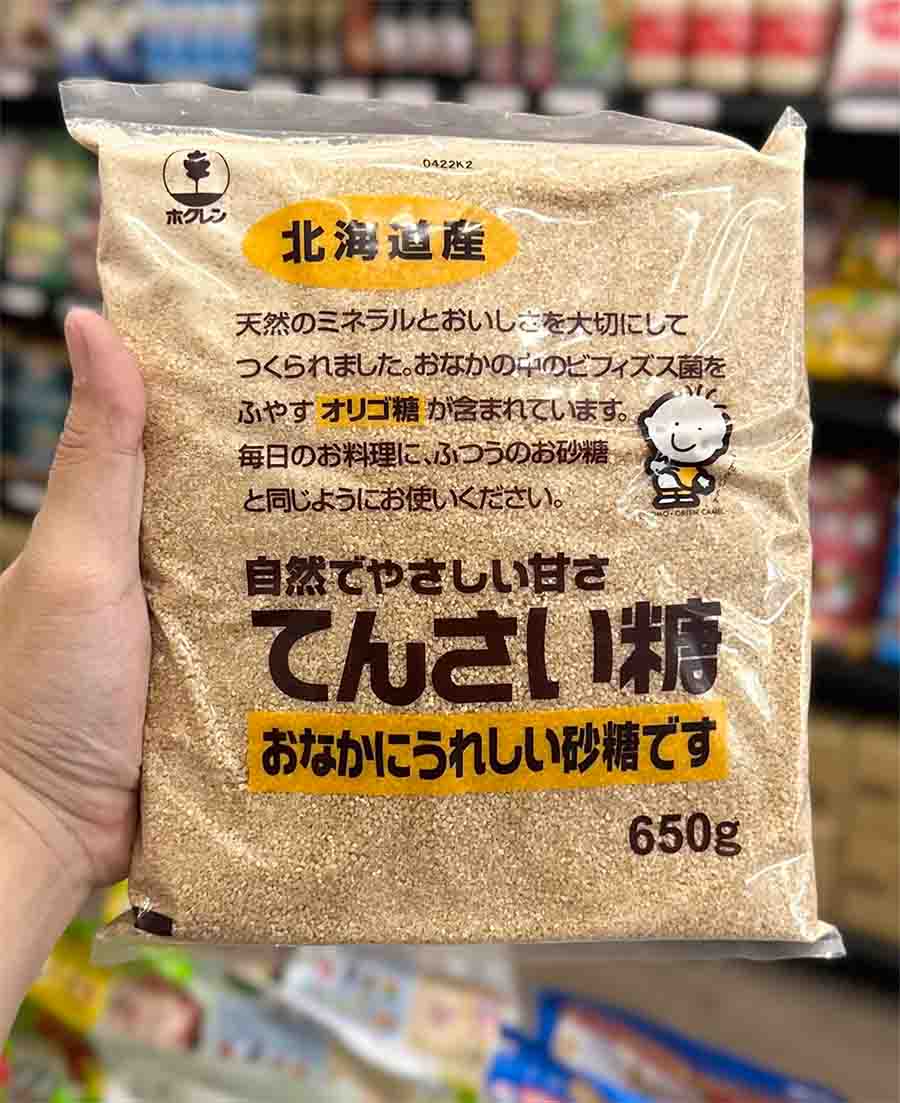 0422K2
ホクレン
北海道産
天然のミネラルとおいしさを大切にして
つくられました。おなかの中のビフィズス菌を
ふやす オリゴ糖 が含まれています。
毎日のお料理に、ふつうのお砂糖
と同じようにお使いください。
自然でやさしい甘さ
てんさい糖
おなかにうれしい砂糖です
650g